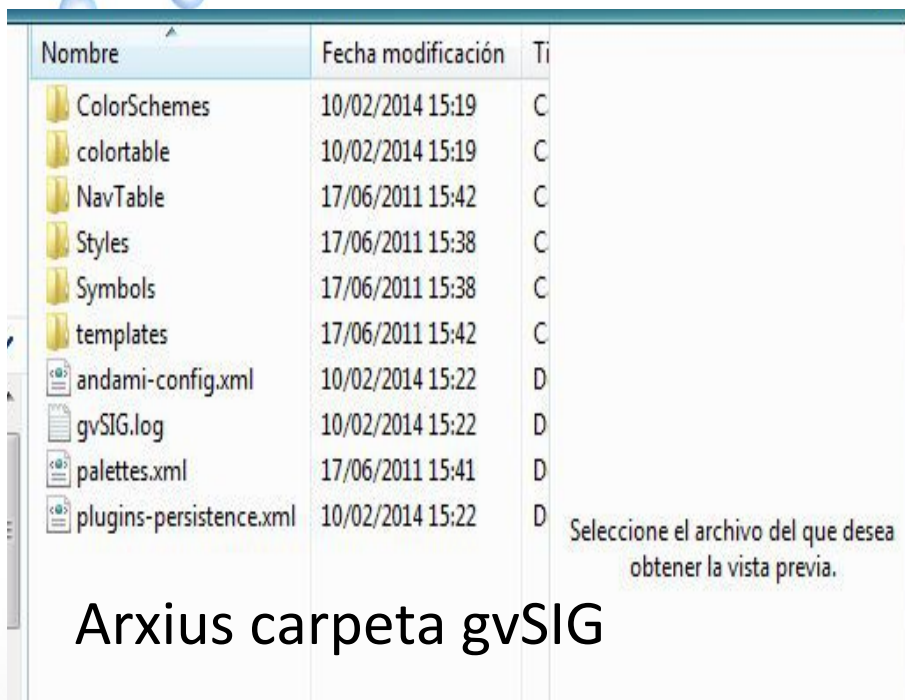 Nombre Fecha modificación Ti
ColorSchemes 10/02/2014 15:19 C
colortable 10/02/2014 15:19 C
NavTable 17/06/2011 15:42 C
Styles 17/06/2011 15:38 C
Symbols 17/06/2011 15:38 C
templates 17/06/2011 15:42 C
andami-config.xml 10/02/2014 15:22 D
gvSIG.log 10/02/2014 15:22 D
palettes.xml 17/06/2011 15:41 D
plugins-persistence.xml 10/02/2014 15:22 D
Seleccione el archivo del que desea
obtener la vista previa.
Arxius carpeta gvSIG